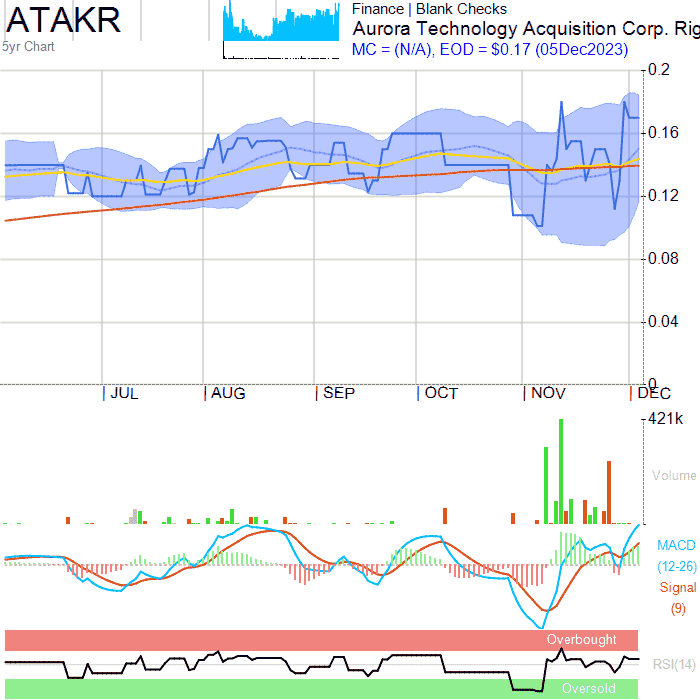 ATAKR
5yr Chart
Finance | Blank Checks
Aurora Technology Acquisition Corp. Rig
MC = (N/A), EOD = $0.17 (05Dec2023)
0.2
0.16
0.12
0.08
0.04
0
JUL AUG SEP OCT NOV DEC
421k
Volume
MACD
(12-26)
Signal
(9)
Overbought
RSI(14)
Oversold